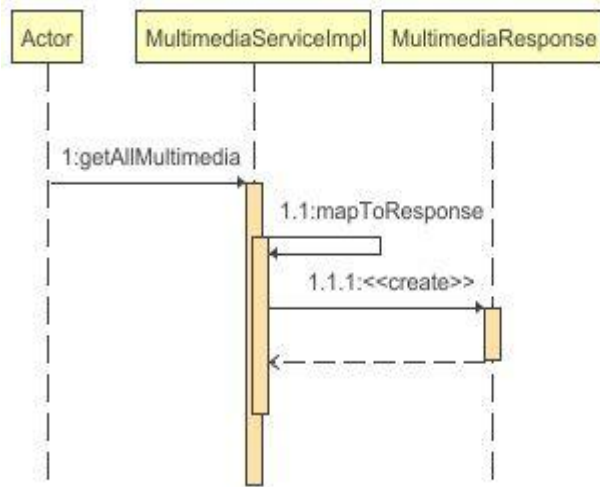 Actor
MultimediaServiceImpl
MultimediaResponse
1:getAllMultimedia
1.1:mapToResponse
1.1.1:<<create>>